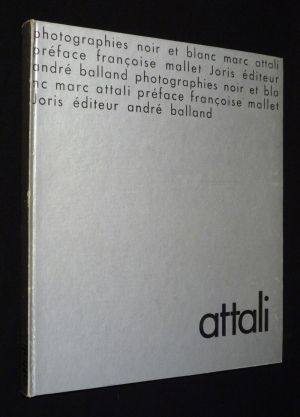 photographies noir et blanc marc attali
préface françoise mallet Joris éditeur
andré balland photographies noir et bla
nc marc attali préface françoise mallet
Joris éditeur andré balland
attali